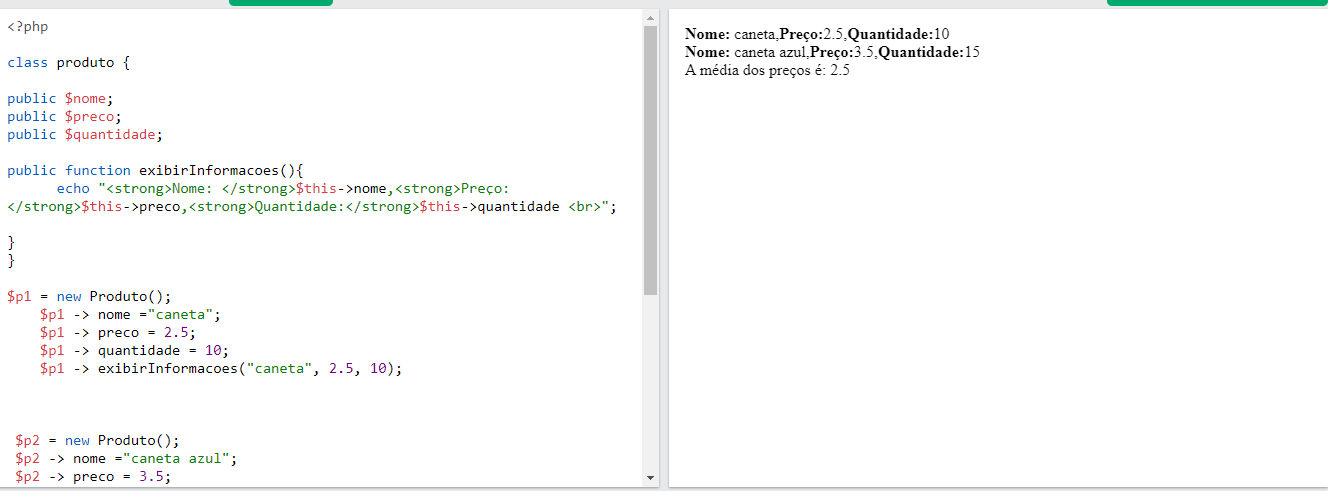 <?php
class produto {
public $nome;
public $preco;
public $quantidade;
public function exibirInformacoes(){
echo "<strong>Nome: </strong>$this->nome,<strong>Preço:
</strong>$this->preco,<strong>Quantidade:</strong>$this->quantidade <br>";
}
}
$p1 = new Produto();
$p1 -> nome ="caneta";
$p1 -> preco = 2.5;
$p1 -> quantidade = 10;
$p1 -> exibirInformacoes("caneta", 2.5, 10);
$p2 = new Produto();
$p2 -> nome ="caneta azul";
$p2 -> preco = 3.5;
Nome: caneta,Preço:2.5,Quantidade:10
Nome: caneta azul,Preço:3.5,Quantidade:15
A média dos preços é: 2.5